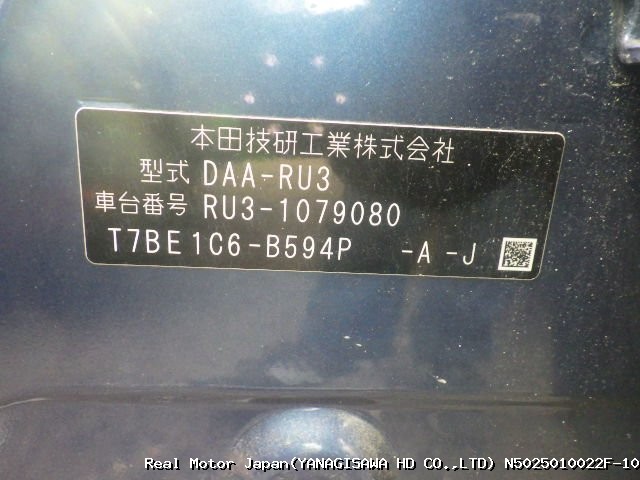 本田技研工業株式会社
型式 DAA-RU3
車台番号 RU3-1079080
T7BE1C6-B594P -A -J
Real Motor Japan(YANAGISAWA HD CO.,LTD) N5025010022F-10